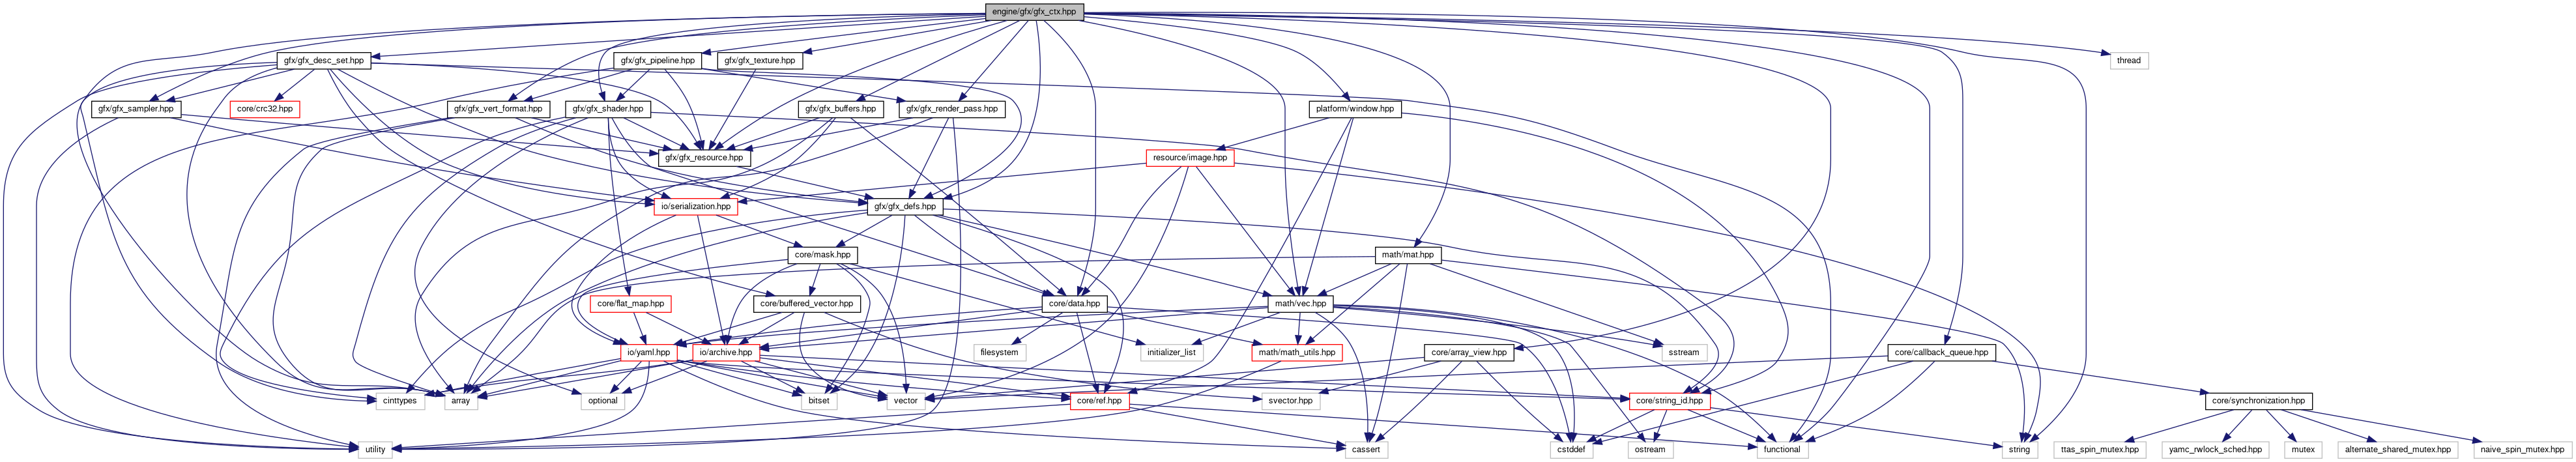 engine/gfx/gfx_ctx.hpp
gfx/gfx_desc_set.hpp
gfx/gfx_pipeline.hpp
gfx/gfx_texture.hpp
thread
gfx/gfx_sampler.hpp
core/crc32.hpp
gfx/gfx_vert_format.hpp
gfx/gfx_shader.hpp
gfx/gfx_buffers.hpp
gfx/gfx_render_pass.hpp
platform/window.hpp
gfx/gfx_resource.hpp
resource/image.hpp
io/serialization.hpp
gfx/gfx_defs.hpp
core/mask.hpp
math/mat.hpp
core/flat_map.hpp
core/buffered_vector.hpp
core/data.hpp
math/vec.hpp
io/yaml.hpp
io/archive.hpp
filesystem
initializer_list
math/math_utils.hpp
core/array_view.hpp
sstream
core/callback_queue.hpp
cinttypes
array
optional
bitset
vector
core/ref.hpp
svector.hpp
core/string_id.hpp
core/synchronization.hpp
utility
cassert
cstddef
ostream
functional
string
ttas_spin_mutex.hpp
yamc_rwlock_sched.hpp
mutex
alternate_shared_mutex.hpp
naive_spin_mutex.hpp